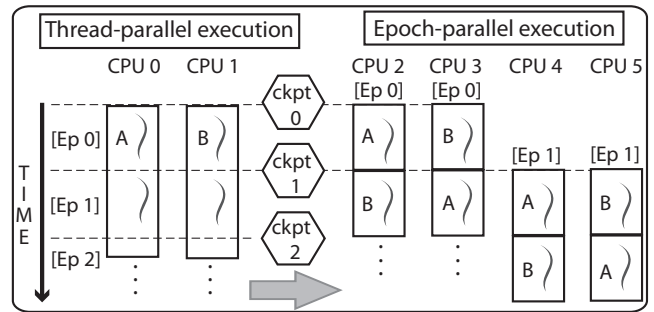 Thread-parallel execution
Epoch-parallel execution
CPU 0
CPU 1
CPU 2
CPU 3
CPU 4
CPU 5
[Ep 0]
[Ep 0]
ckpt
0
[Ep 0]
A
B
A
B
ckpt
1
[Ep 1]
[Ep 1]
[Ep 1]
B
A
A
B
ckpt
2
[Ep 2]
B
A
TIME